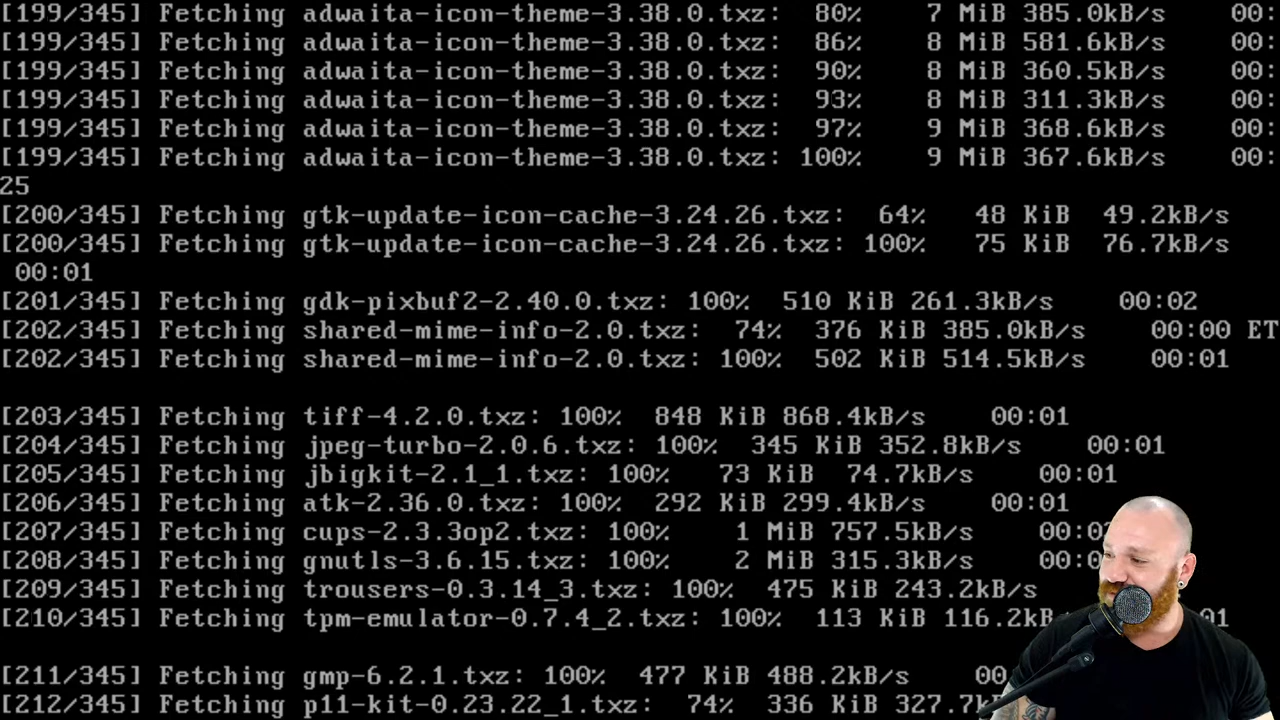 [199/345] Fetching adwaita-icon-theme-3.38.0.txz:  80%    7 MiB 385.0kB/s    00:
[199/345] Fetching adwaita-icon-theme-3.38.0.txz:  86%    8 MiB 581.6kB/s    00:
[199/345] Fetching adwaita-icon-theme-3.38.0.txz:  90%    8 MiB 360.5kB/s    00:
[199/345] Fetching adwaita-icon-theme-3.38.0.txz:  93%    8 MiB 311.3kB/s    00:
[199/345] Fetching adwaita-icon-theme-3.38.0.txz:  97%    9 MiB 368.6kB/s    00:
[199/345] Fetching adwaita-icon-theme-3.38.0.txz: 100%    9 MiB 367.6kB/s    00:
25
[200/345] Fetching gtk-update-icon-cache-3.24.26.txz:  64%   48 KiB  49.2kB/s
[200/345] Fetching gtk-update-icon-cache-3.24.26.txz: 100%   75 KiB  76.7kB/s
 00:01
[201/345] Fetching gdk-pixbuf2-2.40.0.txz: 100%  510 KiB 261.3kB/s    00:02
[202/345] Fetching shared-mime-info-2.0.txz:  74%  376 KiB 385.0kB/s    00:00 ET
[202/345] Fetching shared-mime-info-2.0.txz: 100%  502 KiB 514.5kB/s    00:01
[203/345] Fetching tiff-4.2.0.txz: 100%  848 KiB 868.4kB/s    00:01
[204/345] Fetching jpeg-turbo-2.0.6.txz: 100%  345 KiB 352.8kB/s    00:01
[205/345] Fetching jbigkit-2.1_1.txz: 100%   73 KiB  74.7kB/s    00:01
[206/345] Fetching atk-2.36.0.txz: 100%  292 KiB 299.4kB/s    00:01
[207/345] Fetching cups-2.3.3op2.txz: 100%    1 MiB 757.5kB/s    00:0
[208/345] Fetching gnutls-3.6.15.txz: 100%    2 MiB 315.3kB/s    00:0
[209/345] Fetching trousers-0.3.14_3.txz: 100%  475 KiB 243.2kB/s
[210/345] Fetching tpm-emulator-0.7.4_2.txz: 100%  113 KiB 116.2kB 1
[211/345] Fetching gmp-6.2.1.txz: 100%  477 KiB 488.2kB/s    00
[212/345] Fetching p11-kit-0.23.22_1.txz:  74%  336 KiB 327.7k